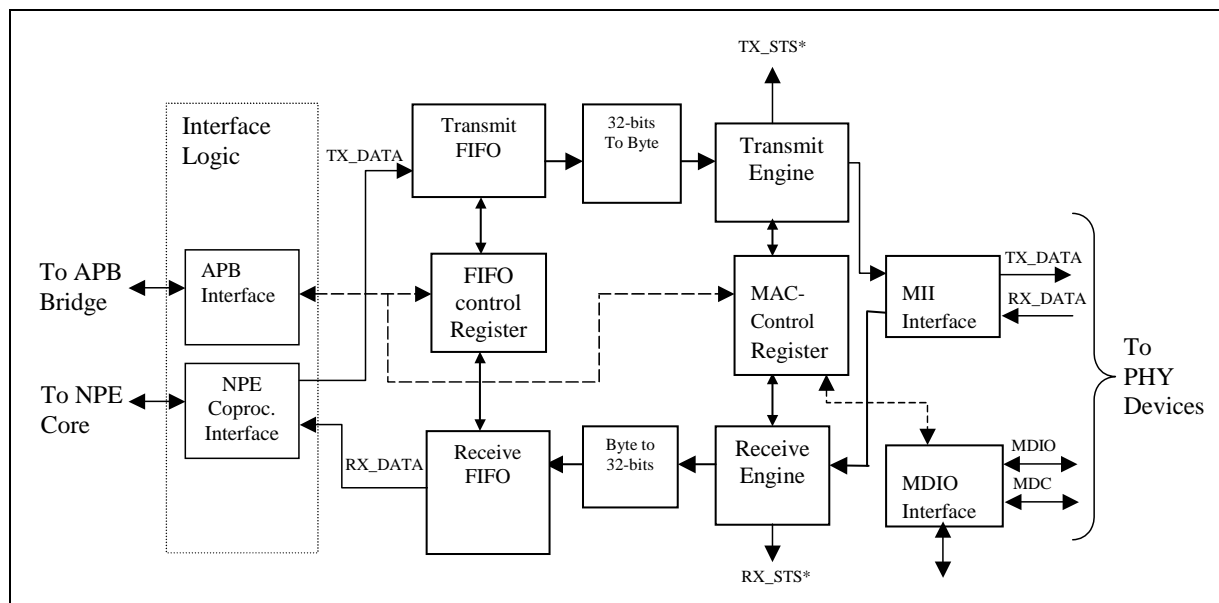 TX_STS*
Interface
Logic
Transmit
FIFO
32-bits
To Byte
Transmit
Engine
TX_DATA
To APB
Bridge
APB
Interface
FIFO
control
Register
MAC-
Control
Register
MII
Interface
TX_DATA
RX_DATA
To
PHY
Devices
To NPE
Core
NPE
Coproc.
Interface
RX_DATA
Receive
FIFO
Byte to
32-bits
Receive
Engine
MDIO
Interface
MDIO
MDC
RX_STS*